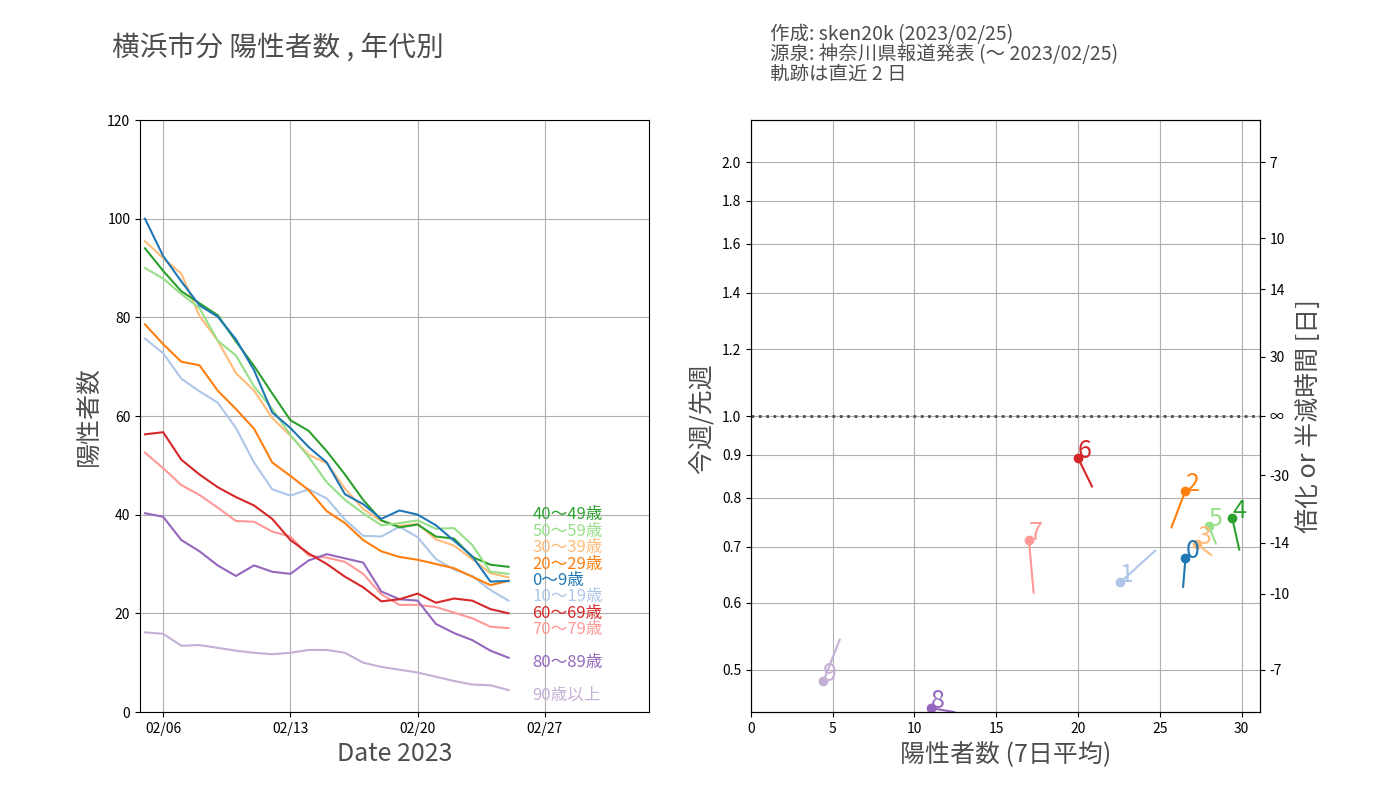 横浜市分 陽性者数 , 年代別
作成: sken20k (2023/02/25)
源泉: 神奈川県報道発表 (〜 2023/02/25)
軌跡は直近 2 日
120
100
80
60
40
20
0
陽性者数
02/06
02/13
02/20
02/27
Date 2023
40〜49歳
50〜59歳
30〜39歳
20〜29歳
0〜9歳
10〜19歳
60〜69歳
70〜79歳
80〜89歳
90歳以上
今週/先週
2.0
1.8
1.6
1.4
1.2
1.0
0.9
0.8
0.7
0.6
0.5
6
2
4
5
7
3
0
1
9
8
7
10
14
30
∞
-30
-14
-10
-7
倍化 or 半減時間 [日]
0
5
10
15
20
25
30
陽性者数 (7日平均)